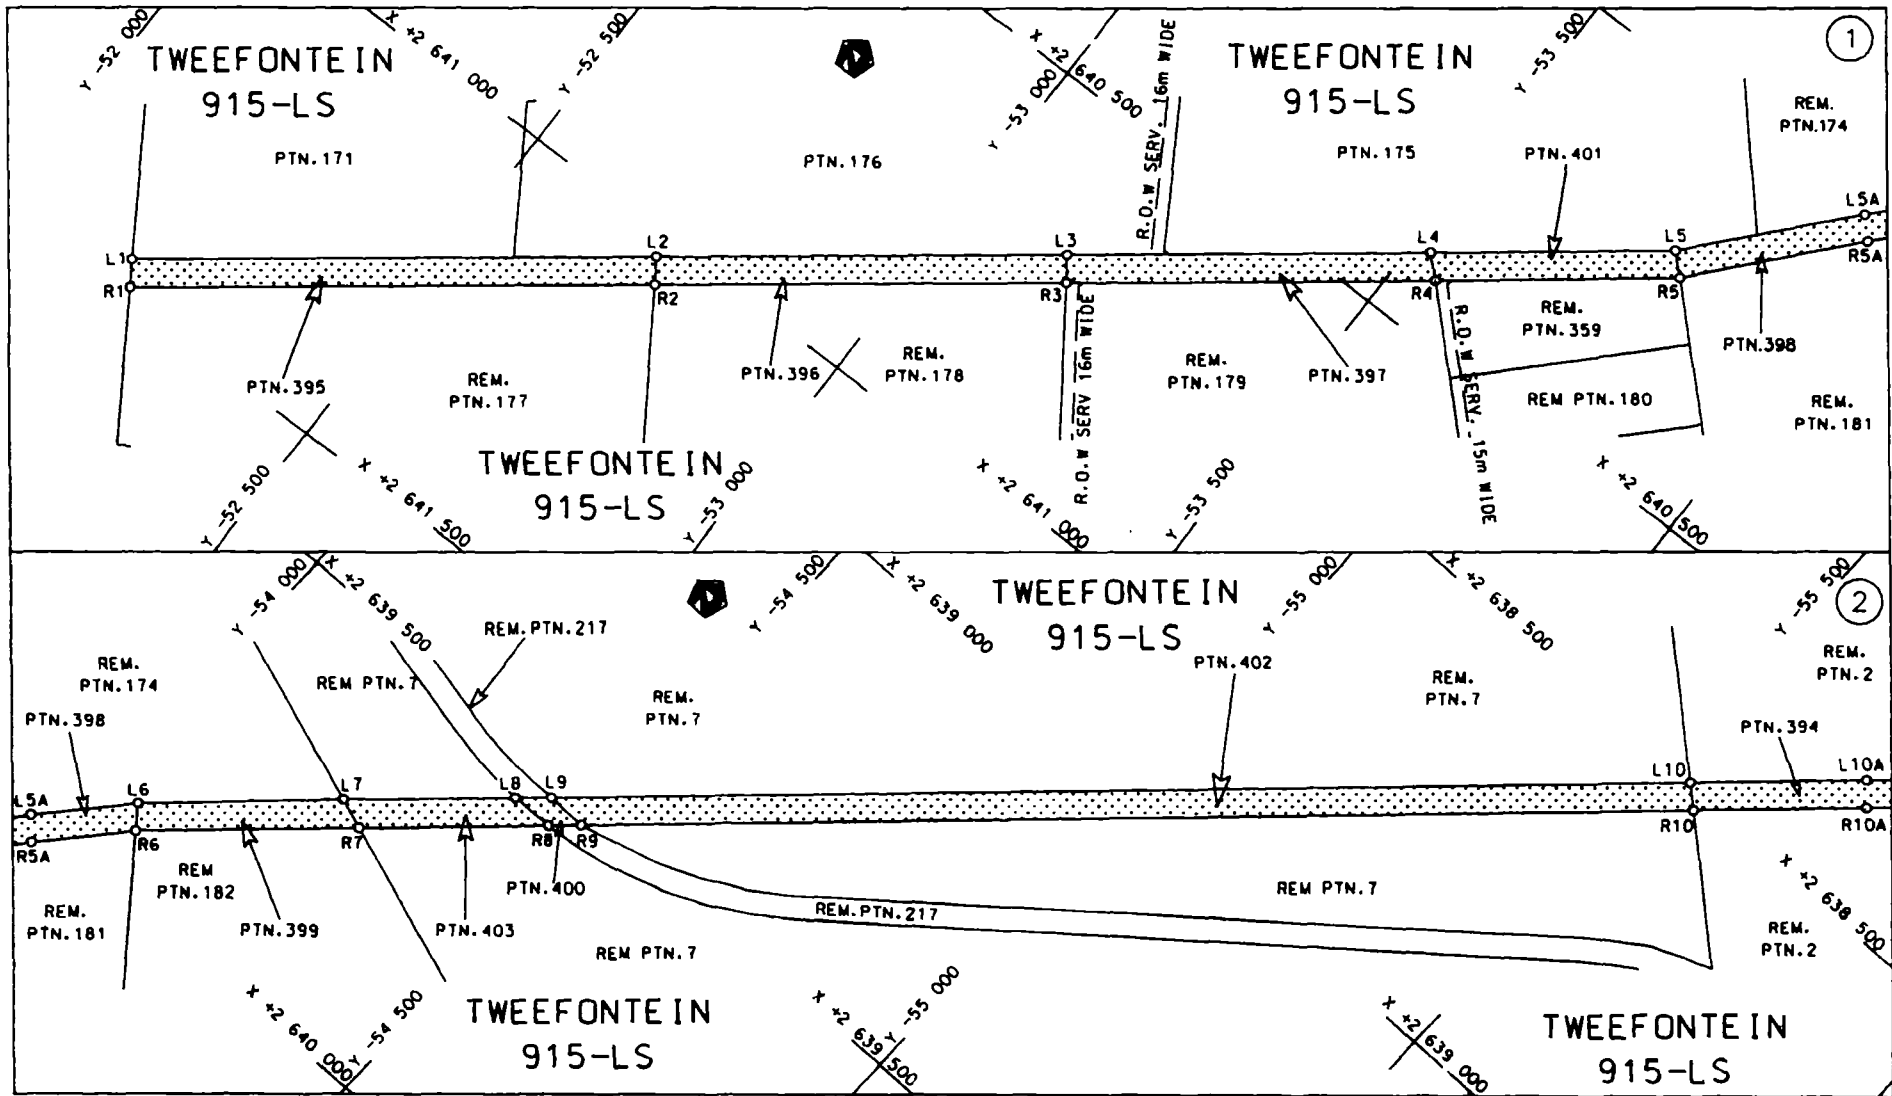 Y -52 000
TWEEFONTEIN
915-LS
X +2 641 000
Y -52 500
X +2 640 500
Y -53 000
R.O.W SERV. 16m WIDE
TWEEFONTEIN
915-LS
Y -53 500
1
REM.
PTN.174
PTN.171
PTN.176
PTN.175
PTN.401
L5A
L1
L2
L3
L4
L5
R5A
R1
R2
R3
R4
R5
PTN.395
REM.
PTN.177
PTN.396
REM.
PTN.178
R.O.W SERV 16m WIDE
REM.
PTN.179
PTN.397
R.O.W SERV. 15m WIDE
REM.
PTN.359
PTN.398
REM PTN.180
REM.
PTN.181
Y -52 500
X +2 641 500
TWEEFONTEIN
915-LS
Y -53 000
X +2 641 000
Y -53 500
X +2 640 500
Y -54 000
X +2 639 500
REM.PTN.217
Y -54 500
X +2 639 000
TWEEFONTEIN
915-LS
Y -55 000
X +2 638 500
Y -55 500
2
REM.
PTN.174
REM PTN.7
REM.
PTN.7
PTN.402
REM.
PTN.7
REM.
PTN.2
PTN.398
PTN.394
L5A
L6
L7
L8
L9
L10
L10A
R5A
R6
R7
R8
R9
R10
R10A
REM
PTN.182
PTN.400
REM.
PTN.181
PTN.399
PTN.403
REM.PTN.217
REM PTN.7
REM PTN.7
X +2 638 500
REM.
PTN.2
X +2 640 000
Y -54 500
TWEEFONTEIN
915-LS
X +2 639 500
Y -55 000
X +2 639 000
TWEEFONTEIN
915-LS